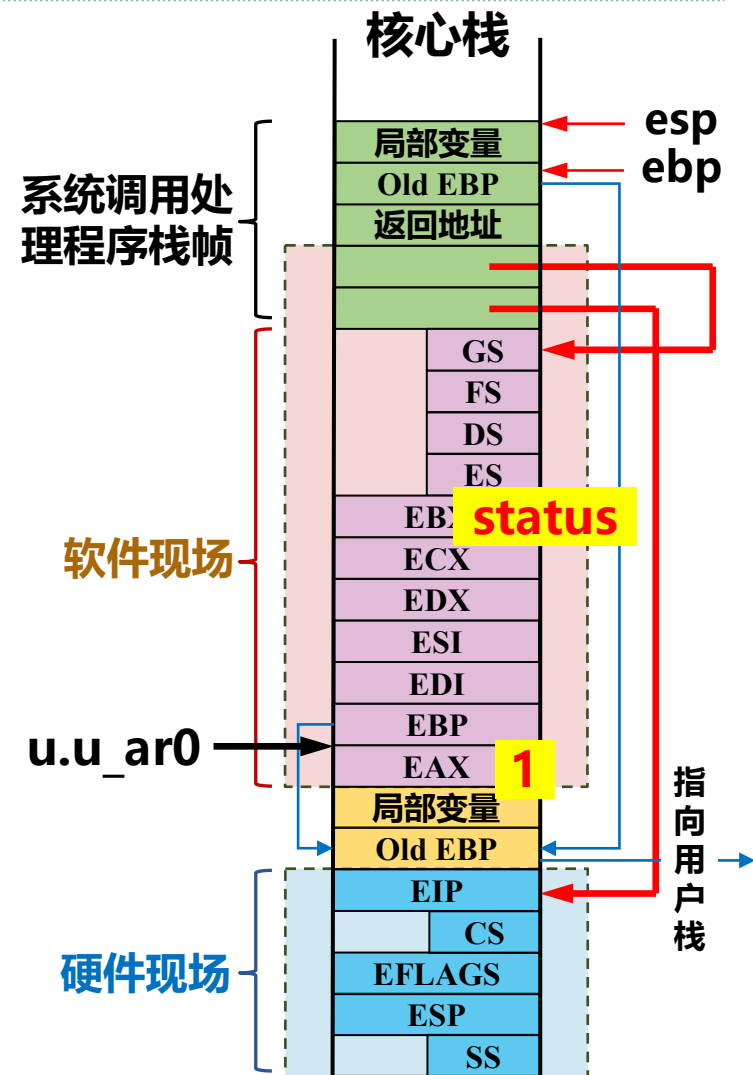 核心栈
esp
局部变量
ebp
Old EBP
系统调用处
理程序栈帧
返回地址
GS
FS
DS
ES
EBX
status
软件现场
ECX
EDX
ESI
EDI
EBP
u.u_ar0
EAX
1
局部变量
Old EBP
指
向
用
户
栈
EIP
CS
硬件现场
EFLAGS
ESP
SS